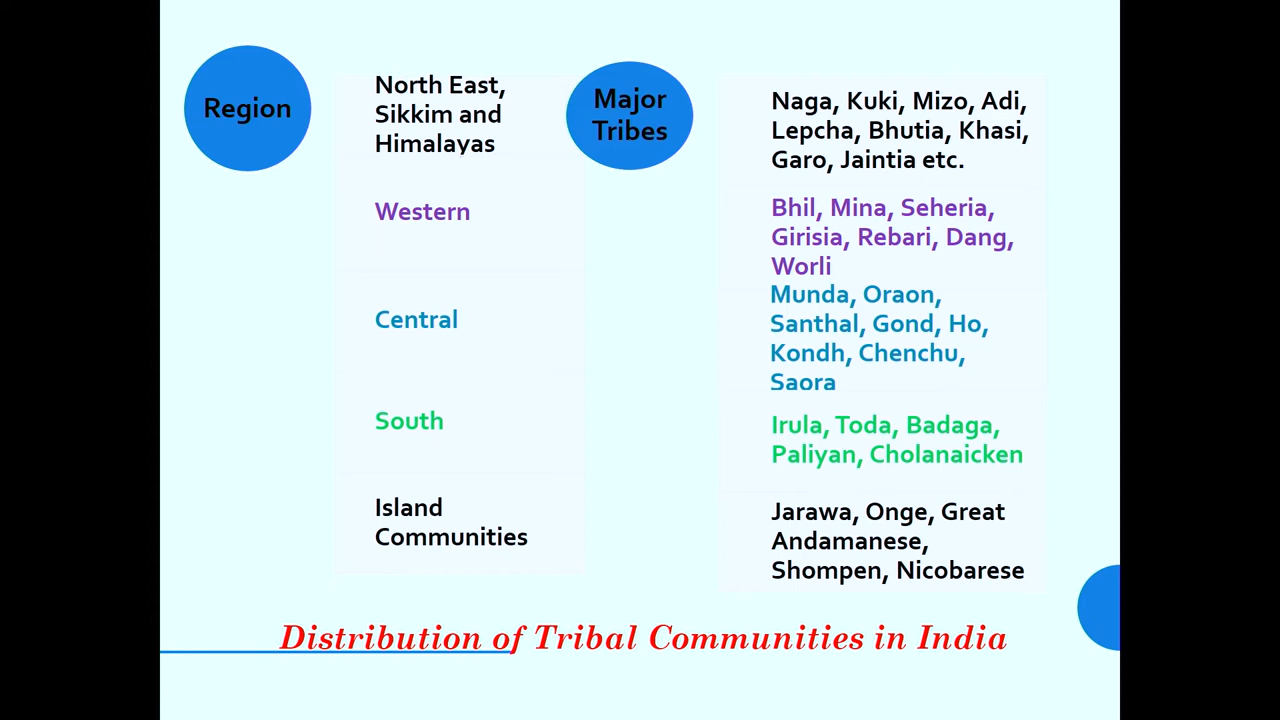 Region
North East,
Sikkim and
Himalayas
Major
Tribes
Naga, Kuki, Mizo, Adi,
Lepcha, Bhutia, Khasi,
Garo, Jaintia etc.
Western
Bhil, Mina, Seheria,
Girisia, Rebari, Dang,
Worli
Central
Munda, Oraon,
Santhal, Gond, Ho,
Kondh, Chenchu,
Saora
South
Irula, Toda, Badaga,
Paliyan, Cholanaicken
Island
Communities
Jarawa, Onge, Great
Andamanese,
Shompen, Nicobarese
Distribution of Tribal Communities in India